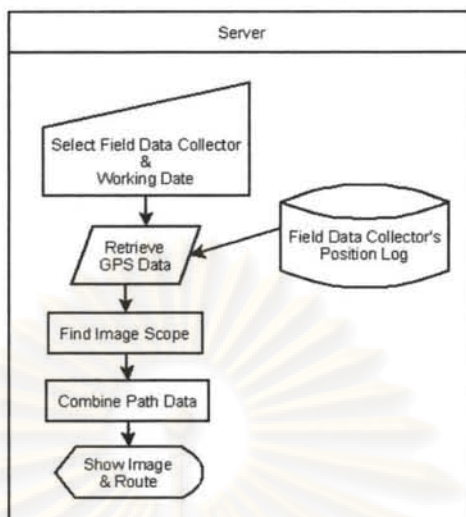 Server
Select Field Data Collector
&
Working Date
Retrieve
GPS Data
Field Data Collector's
Position Log
Find Image Scope
Combine Path Data
Show Image
& Route